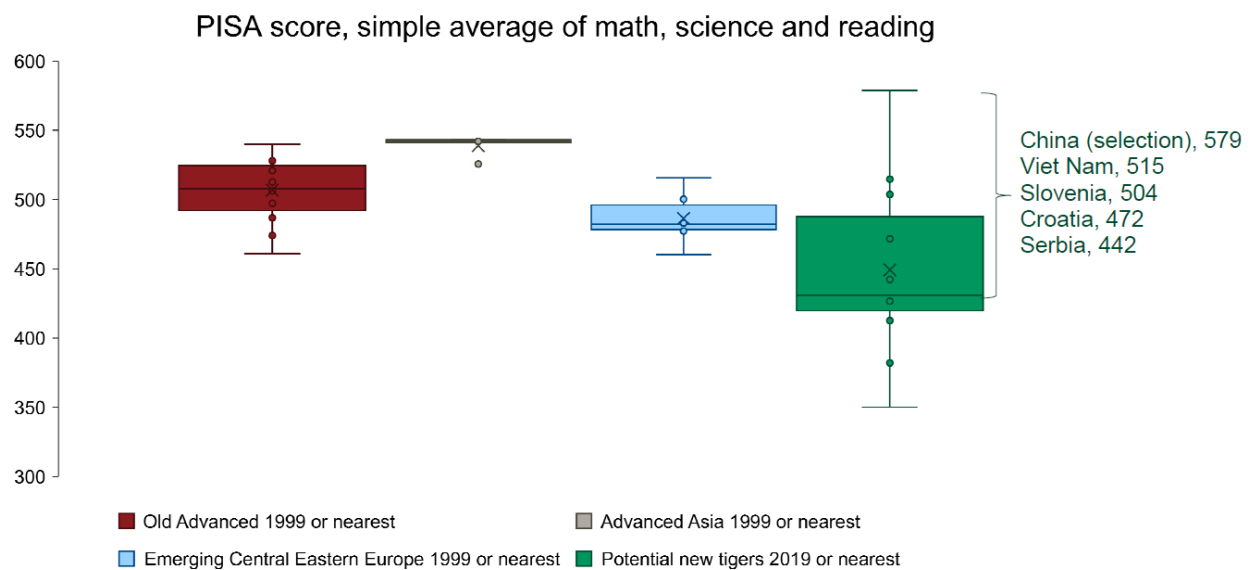 PISA score, simple average of math, science and reading
600
550
500
450
400
350
300
China (selection), 579
Viet Nam, 515
Slovenia, 504
Croatia, 472
Serbia, 442
Old Advanced 1999 or nearest
Advanced Asia 1999 or nearest
Emerging Central Eastern Europe 1999 or nearest
Potential new tigers 2019 or nearest